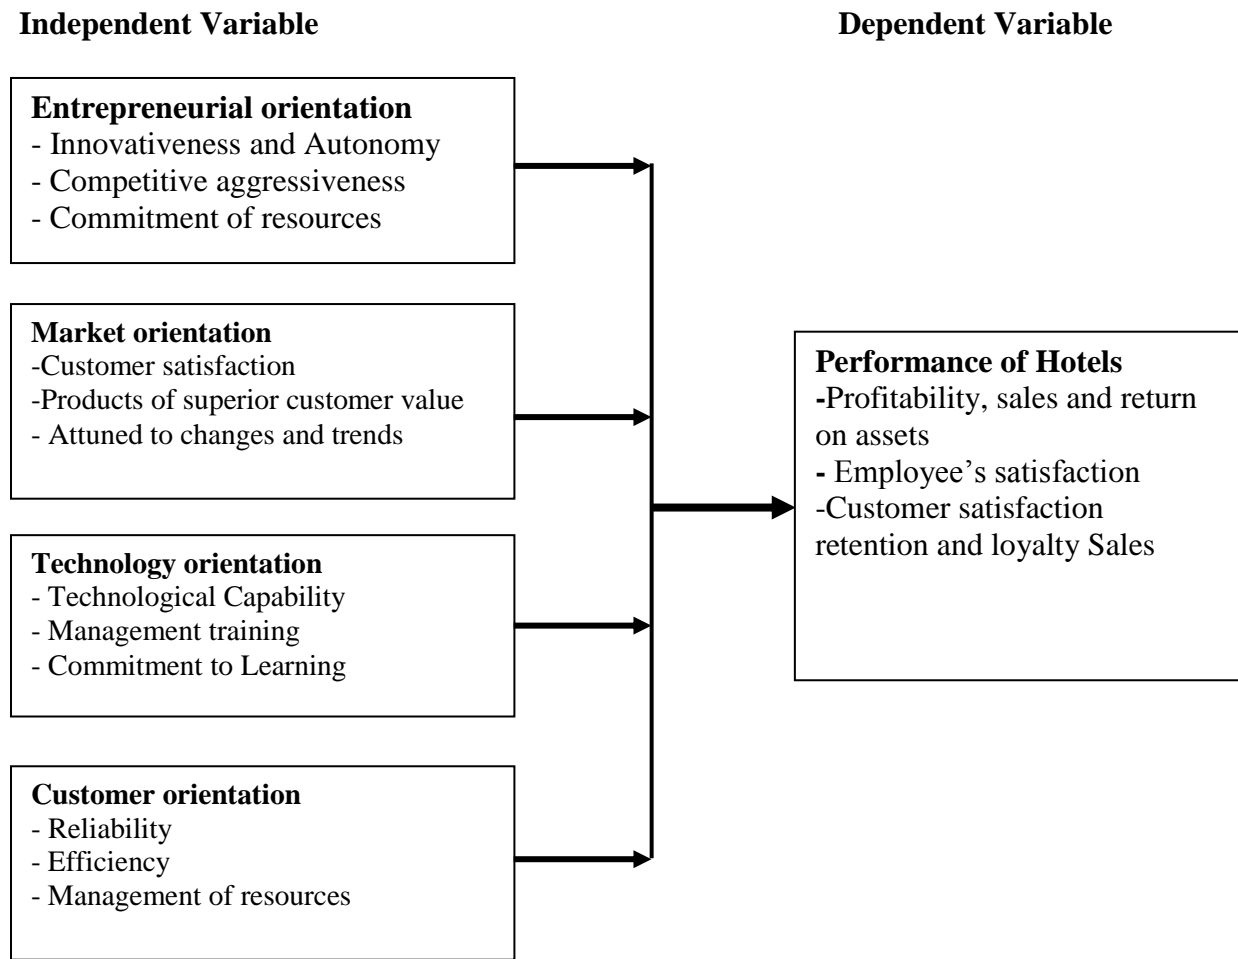 Independent Variable
Dependent Variable
Entrepreneurial orientation
- Innovativeness and Autonomy
- Competitive aggressiveness
- Commitment of resources
Market orientation
-Customer satisfaction
-Products of superior customer value
- Attuned to changes and trends
Technology orientation
- Technological Capability
- Management training
- Commitment to Learning
Customer orientation
- Reliability
- Efficiency
- Management of resources
Performance of Hotels
-Profitability, sales and return
on assets
- Employee’s satisfaction
-Customer satisfaction
retention and loyalty Sales